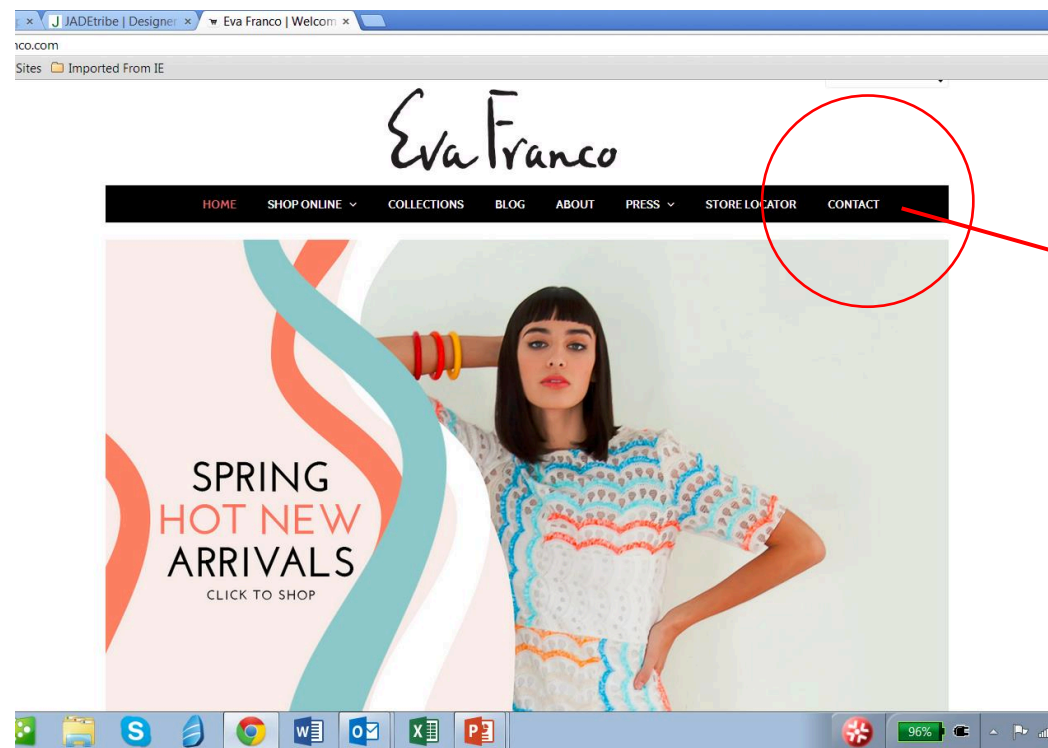 × J JADEtribe | Designer × Eva Franco | Welcom ×
nco.com
Sites Imported From IE
Eva Franco
HOME SHOP ONLINE COLLECTIONS BLOG ABOUT PRESS STORE LOCATOR CONTACT
SPRING
HOT NEW
ARRIVALS
CLICK TO SHOP
S W O X P 96%